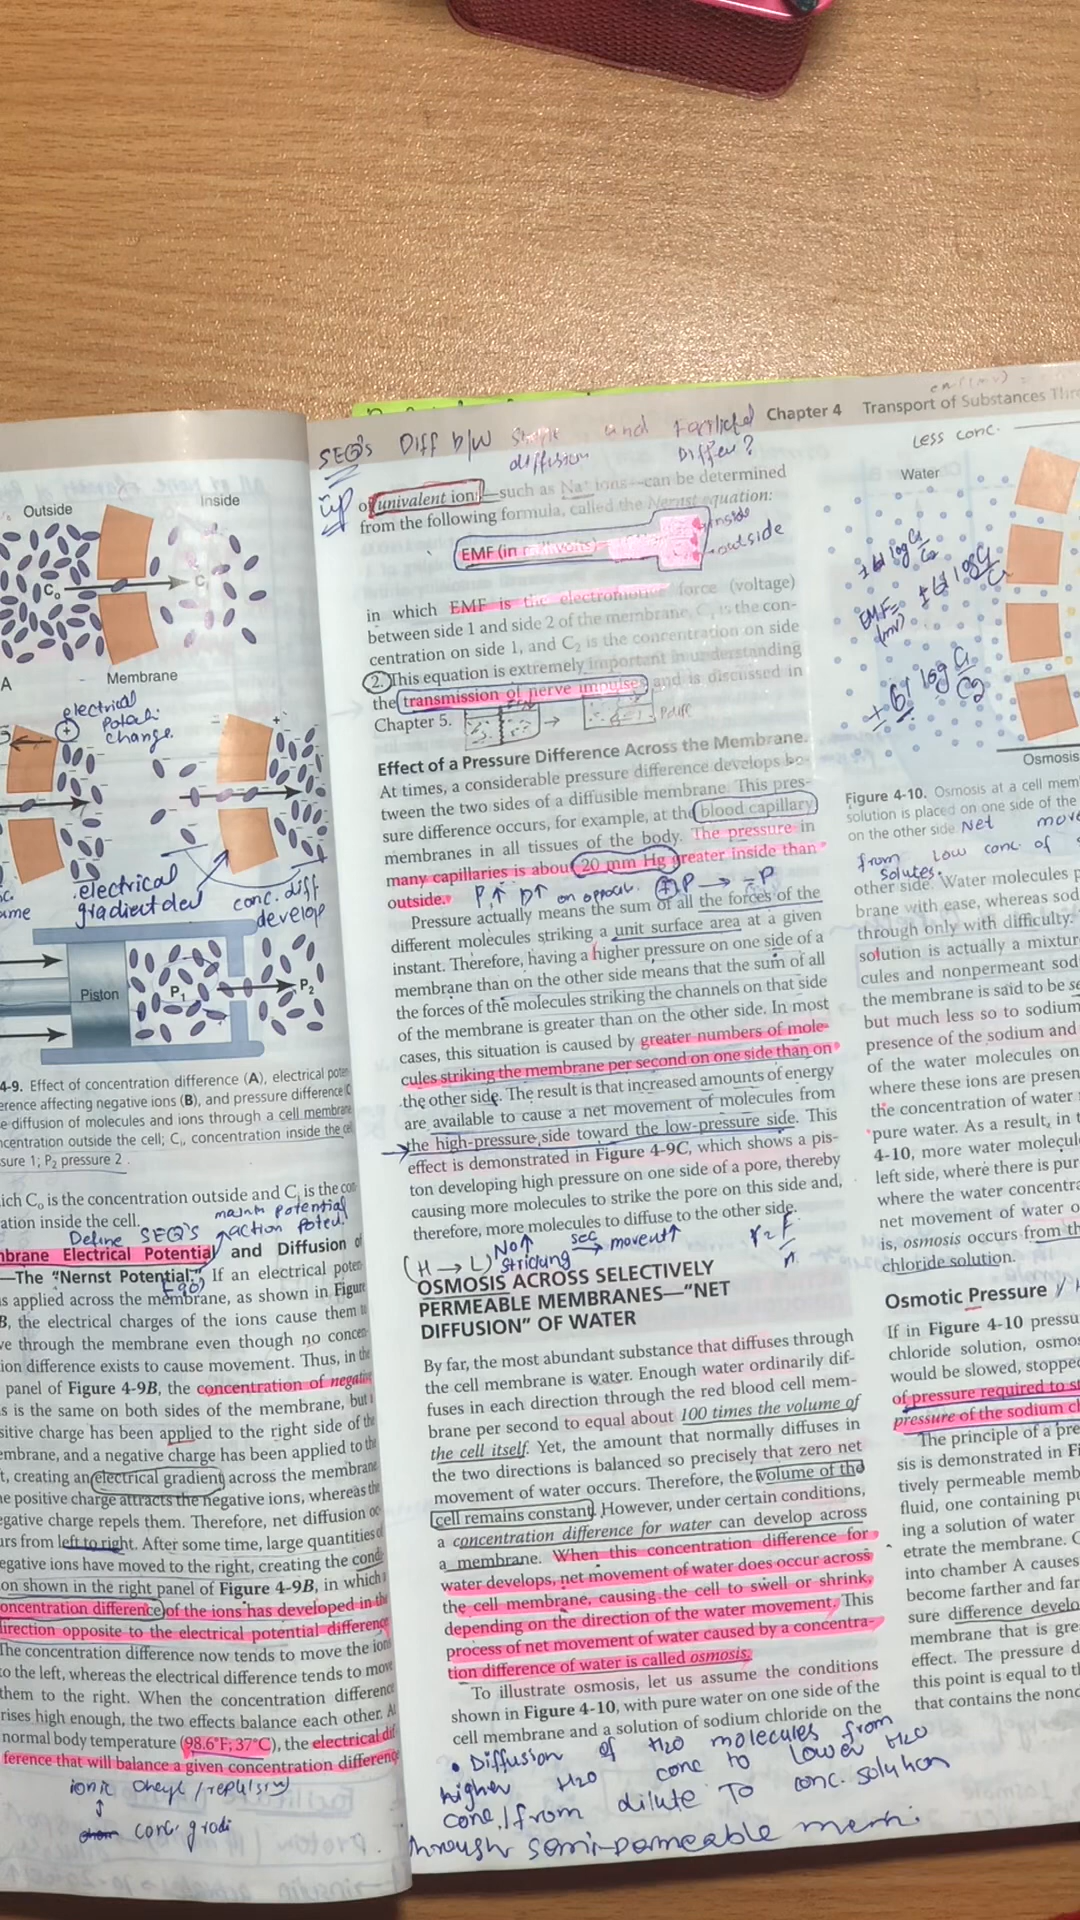 Chapter 4 Transport of Substances
SEQ's Diff b/w simple and
diffusion
Outside
Inside
C₀
Membrane
A
electrical
change.
electrical
conc. diff
develop
Piston
P₁
P₂
4-9. Effect of concentration difference (A), electrical
erence affecting negative ions (B), and pressure difference
e diffusion of molecules and ions through a cell membrane
ncentration outside the cell; Cᵢ, concentration inside the
sure 1; P₂ pressure 2.
ich C₀ is the concentration outside and Cᵢ is the
ation inside the cell.
Define SEQ's
action
nbrane Electrical Potential and Diffusion of
—The "Nernst Potential." If an electrical
s applied across the membrane, as shown in Figure
B, the electrical charges of the ions cause them
ve through the membrane even though no
ion difference exists to cause movement. Thus, in the
panel of Figure 4-9B, the concentration of
s is the same on both sides of the membrane, but
sitive charge has been applied to the right side of the
embrane, and a negative charge has been applied to the
t, creating an electrical gradient across the membrane
e positive charge attracts the negative ions, whereas the
egative charge repels them. Therefore, net diffusion
urs from left to right. After some time, large quantities of
egative ions have moved to the right, creating the
on shown in the right panel of Figure 4-9B, in which
oncentration difference of the ions has developed in the
direction opposite to the electrical potential difference
The concentration difference now tends to move the ions
to the left, whereas the electrical difference tends to move
them to the right. When the concentration difference
rises high enough, the two effects balance each other. At
normal body temperature (98.6°F; 37°C), the electrical dif-
ference that will balance a given concentration difference
ionic
conc.
of univalent ions—such as Na⁺ ions—can be determined
from the following formula, called the Nernst equation:
EMF (in millivolts)
inside
outside
in which EMF is the electromotive force (voltage)
between side 1 and side 2 of the membrane, C₁ is the con-
centration on side 1, and C₂ is the concentration on side
2. This equation is extremely important in understanding
the transmission of nerve impulses and is discussed in
Chapter 5.
Effect of a Pressure Difference Across the Membrane.
At times, a considerable pressure difference develops be-
tween the two sides of a diffusible membrane. This pres-
sure difference occurs, for example, at the blood capillary
membranes in all tissues of the body. The pressure in
many capillaries is about 20 mm Hg greater inside than
outside.
P↑ D↑ on
Pressure actually means the sum of all the forces of the
different molecules striking a unit surface area at a given
instant. Therefore, having a higher pressure on one side of a
membrane than on the other side means that the sum of all
the forces of the molecules striking the channels on that side
of the membrane is greater than on the other side. In most
cases, this situation is caused by greater numbers of mole-
cules striking the membrane per second on one side than on
the other side. The result is that increased amounts of energy
are available to cause a net movement of molecules from
the high-pressure side toward the low-pressure side. This
effect is demonstrated in Figure 4-9C, which shows a pis-
ton developing high pressure on one side of a pore, thereby
causing more molecules to strike the pore on this side and,
therefore, more molecules to diffuse to the other side.
(H → L) No↑ sec movent↑
OSMOSIS ACROSS SELECTIVELY
PERMEABLE MEMBRANES—"NET
DIFFUSION" OF WATER
By far, the most abundant substance that diffuses through
the cell membrane is water. Enough water ordinarily dif-
fuses in each direction through the red blood cell mem-
brane per second to equal about 100 times the volume of
the cell itself. Yet, the amount that normally diffuses in
the two directions is balanced so precisely that zero net
movement of water occurs. Therefore, the volume of the
cell remains constant. However, under certain conditions,
a concentration difference for water can develop across
a membrane. When this concentration difference for
water develops, net movement of water does occur across
the cell membrane, causing the cell to swell or shrink,
depending on the direction of the water movement. This
process of net movement of water caused by a concentra-
tion difference of water is called osmosis.
To illustrate osmosis, let us assume the conditions
shown in Figure 4-10, with pure water on one side of the
cell membrane and a solution of sodium chloride on the
• Diffusion of H₂O molecules from
higher H₂O conc to lower H₂O
conc./from dilute To conc. solution
through semi-permeable mem.
Less conc.
Water
± 61 log C₁/C₂
Osmosis
Figure 4-10. Osmosis at a cell mem
solution is placed on one side of the
on the other side Net
from Low conc of
solutes.
other side. Water molecules p
brane with ease, whereas sod
through only with difficulty.
solution is actually a mixtur
cules and nonpermeant sod
the membrane is said to be se
but much less so to sodium
presence of the sodium and
of the water molecules on
where these ions are presen
the concentration of water
pure water. As a result, in t
4-10, more water molecul
left side, where there is pur
where the water concentra
net movement of water o
is, osmosis occurs from th
chloride solution.
Osmotic Pressure
If in Figure 4-10 pressu
chloride solution, osmo
would be slowed, stopped
of pressure required to st
pressure of the sodium ch
The principle of a pre
sis is demonstrated in Fi
tively permeable memb
fluid, one containing pu
ing a solution of water
etrate the membrane. C
into chamber A causes
become farther and far
sure difference develo
membrane that is gre
effect. The pressure d
this point is equal to th
that contains the nonc